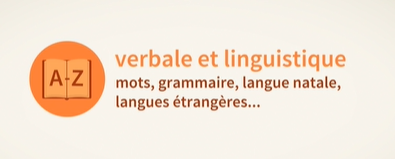 A-Z
verbale et linguistique
mots, grammaire, langue natale,
langues étrangères...